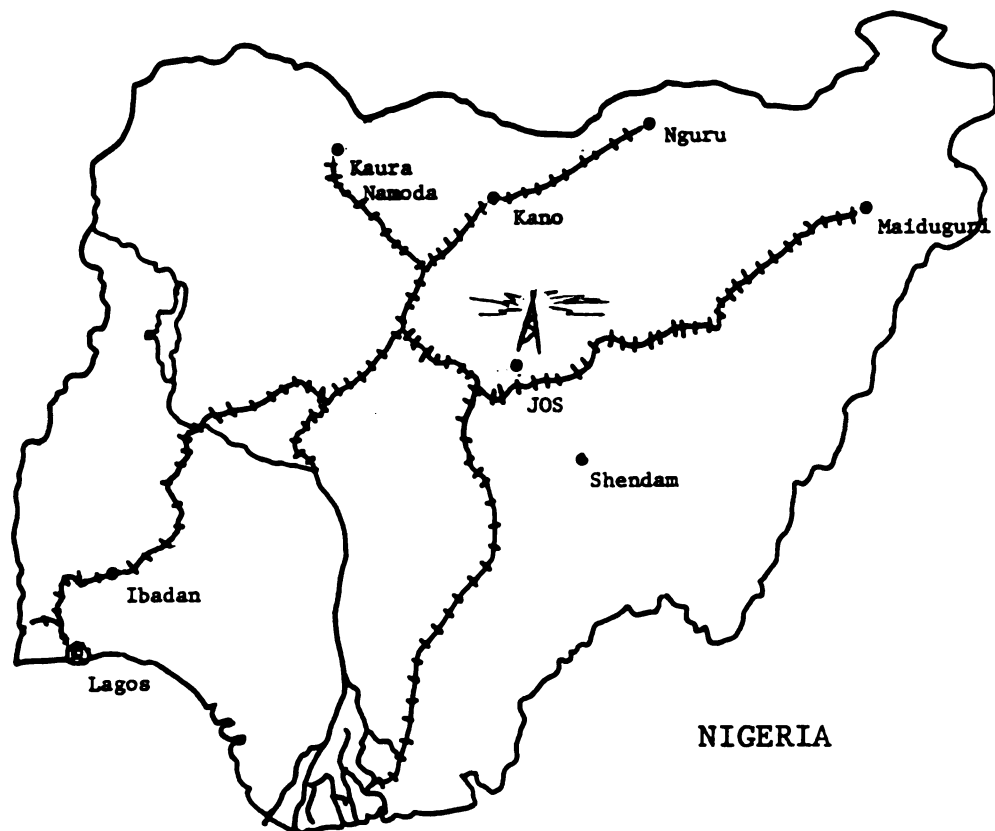 Nguru
Kaura
Namoda
Kano
Maiduguri
JOS
Shendam
Ibadan
Lagos
NIGERIA